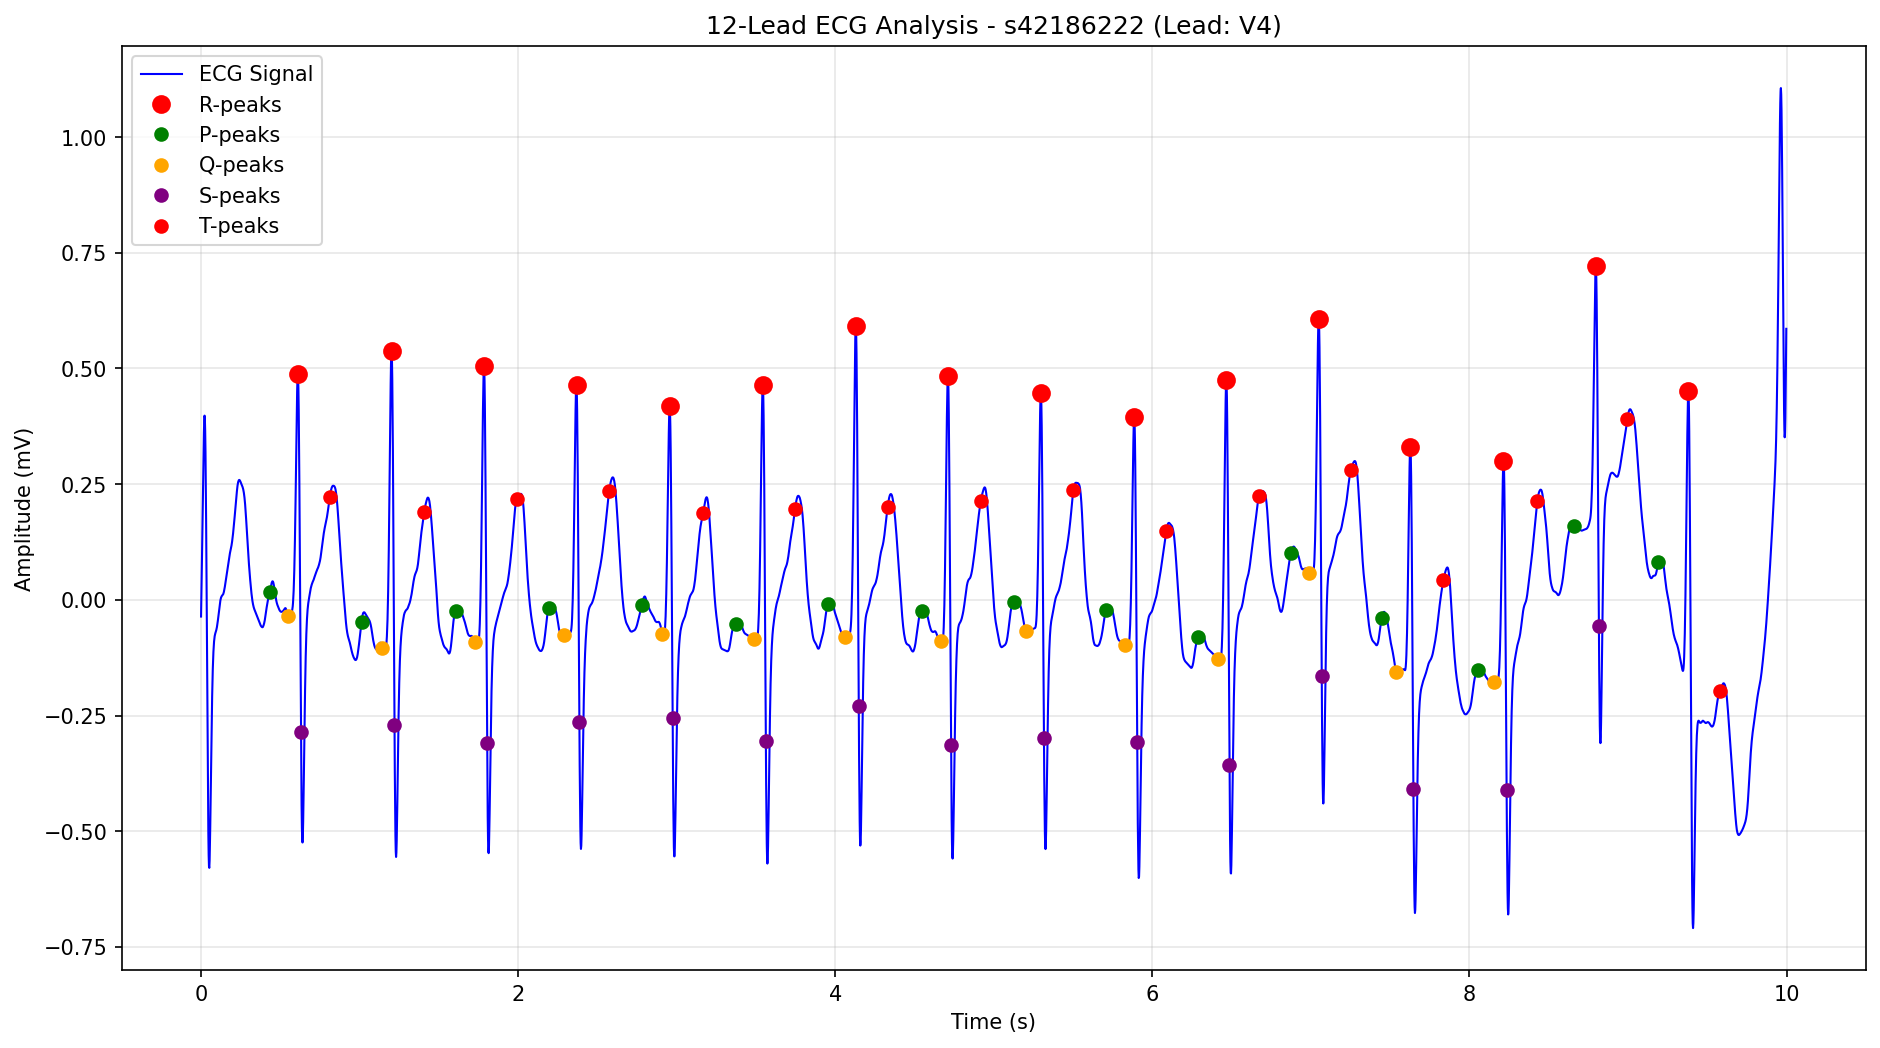 12-Lead ECG Analysis - s42186222 (Lead: V4)
ECG Signal
R-peaks
P-peaks
Q-peaks
S-peaks
T-peaks
Amplitude (mV)
1.00
0.75
0.50
0.25
0.00
−0.25
−0.50
−0.75
0 2 4 6 8 10
Time (s)